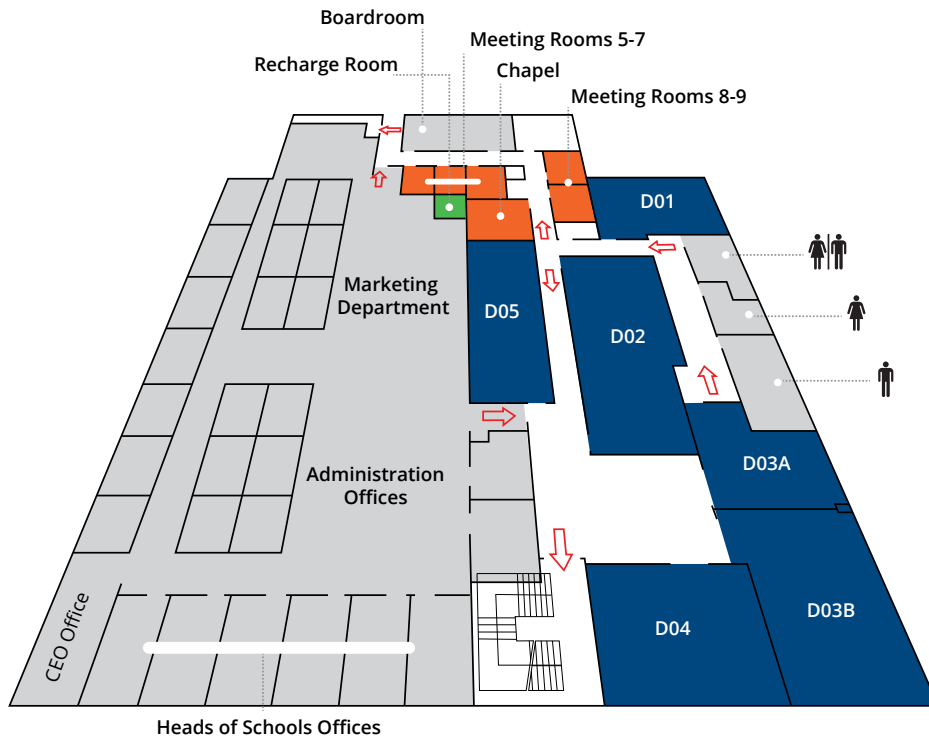 Boardroom
Meeting Rooms 5-7
Recharge Room
Chapel
Meeting Rooms 8-9
D01
Marketing
Department
D05
D02
Administration
Offices
D03A
CEO Office
D04
D03B
Heads of Schools Offices